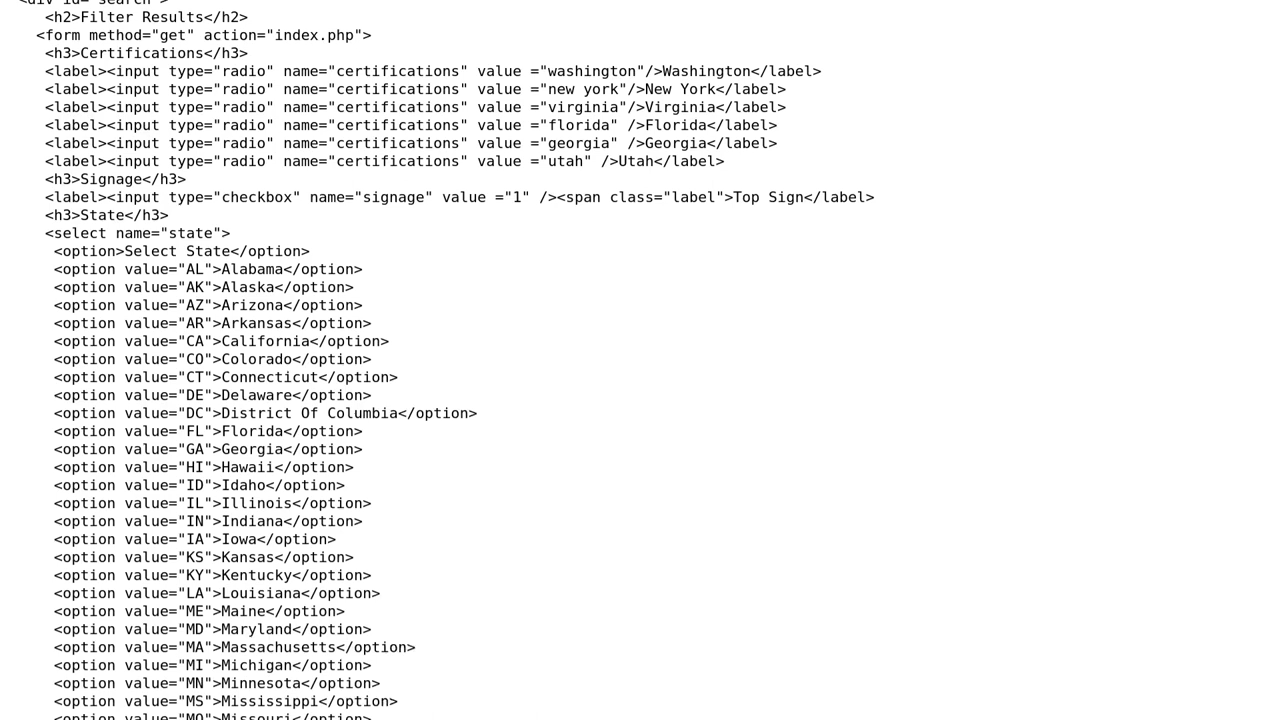 <div id="search">
<h2>Filter Results</h2>
<form method="get" action="index.php">
<h3>Certifications</h3>
<label><input type="radio" name="certifications" value ="washington"/>Washington</label>
<label><input type="radio" name="certifications" value ="new york"/>New York</label>
<label><input type="radio" name="certifications" value ="virginia"/>Virginia</label>
<label><input type="radio" name="certifications" value ="florida" />Florida</label>
<label><input type="radio" name="certifications" value ="georgia" />Georgia</label>
<label><input type="radio" name="certifications" value ="utah" />Utah</label>
<h3>Signage</h3>
<label><input type="checkbox" name="signage" value ="1" /><span class="label">Top Sign</label>
<h3>State</h3>
<select name="state">
<option>Select State</option>
<option value="AL">Alabama</option>
<option value="AK">Alaska</option>
<option value="AZ">Arizona</option>
<option value="AR">Arkansas</option>
<option value="CA">California</option>
<option value="CO">Colorado</option>
<option value="CT">Connecticut</option>
<option value="DE">Delaware</option>
<option value="DC">District Of Columbia</option>
<option value="FL">Florida</option>
<option value="GA">Georgia</option>
<option value="HI">Hawaii</option>
<option value="ID">Idaho</option>
<option value="IL">Illinois</option>
<option value="IN">Indiana</option>
<option value="IA">Iowa</option>
<option value="KS">Kansas</option>
<option value="KY">Kentucky</option>
<option value="LA">Louisiana</option>
<option value="ME">Maine</option>
<option value="MD">Maryland</option>
<option value="MA">Massachusetts</option>
<option value="MI">Michigan</option>
<option value="MN">Minnesota</option>
<option value="MS">Mississippi</option>
<option value="MO">Missouri</option>